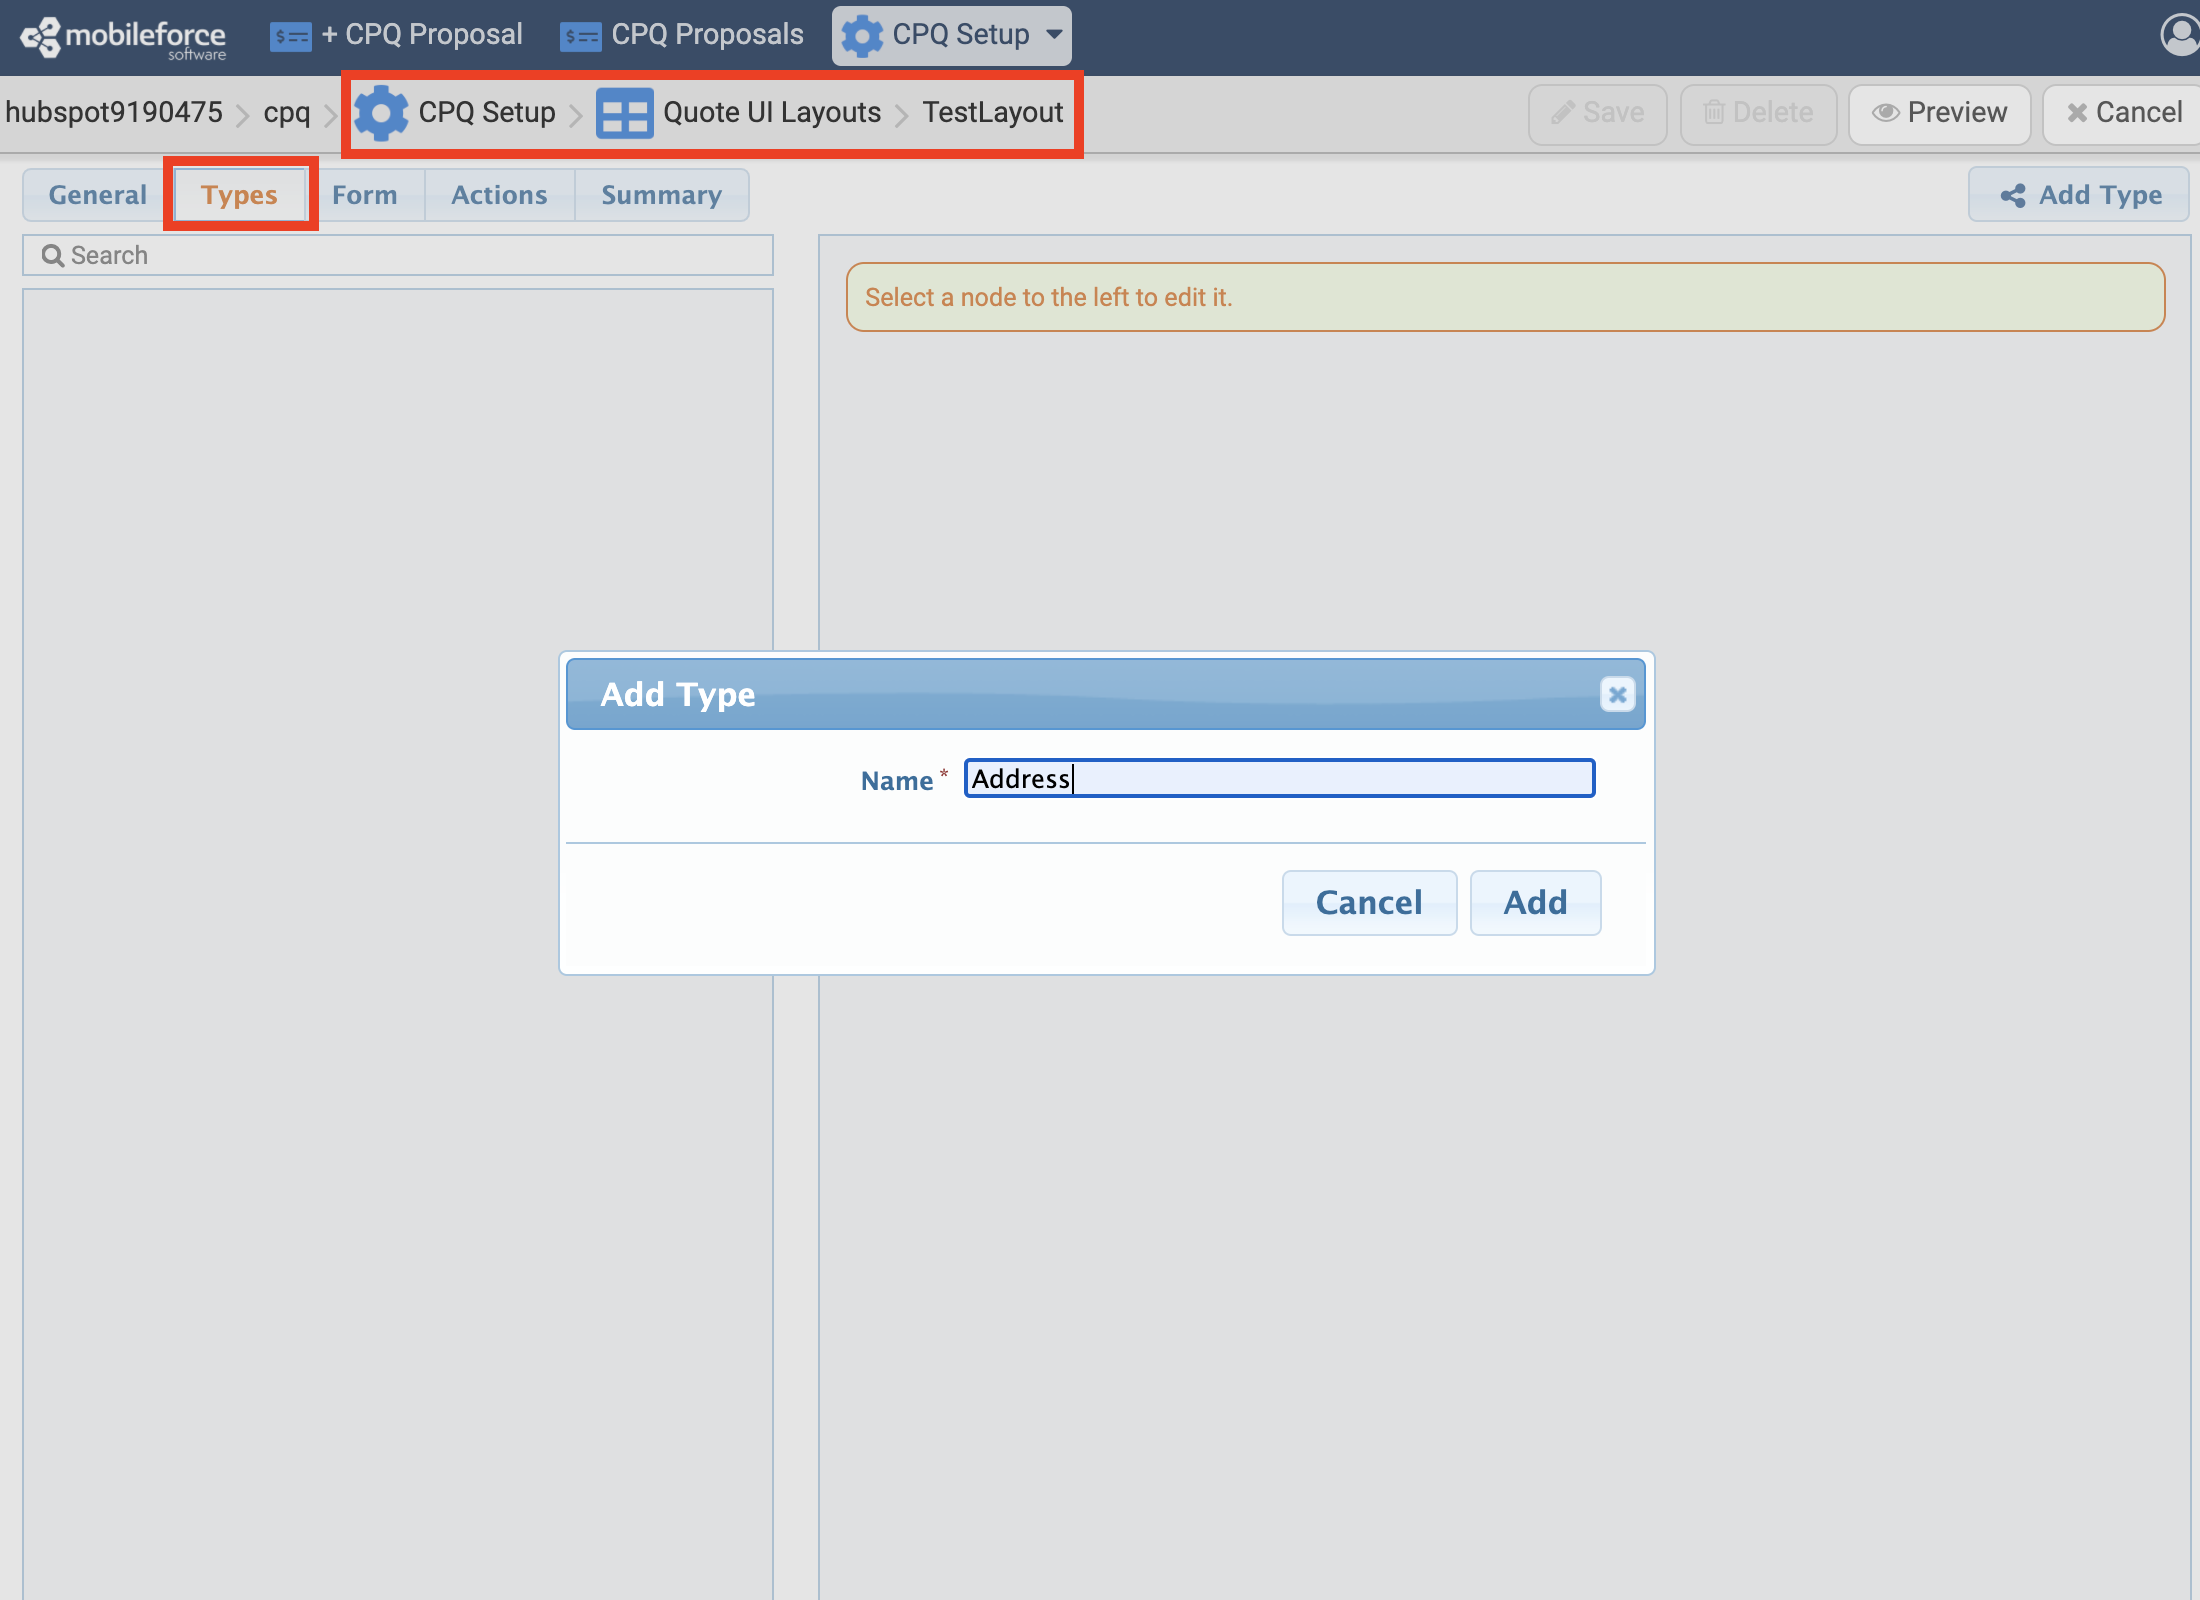 mobileforce
software
+ CPQ Proposal
CPQ Proposals
CPQ Setup
hubspot9190475 > cpq > CPQ Setup > Quote UI Layouts > TestLayout
Save
Delete
Preview
Cancel
General
Types
Form
Actions
Summary
Add Type
Search
Select a node to the left to edit it.
Add Type
Name *
Address
Cancel
Add